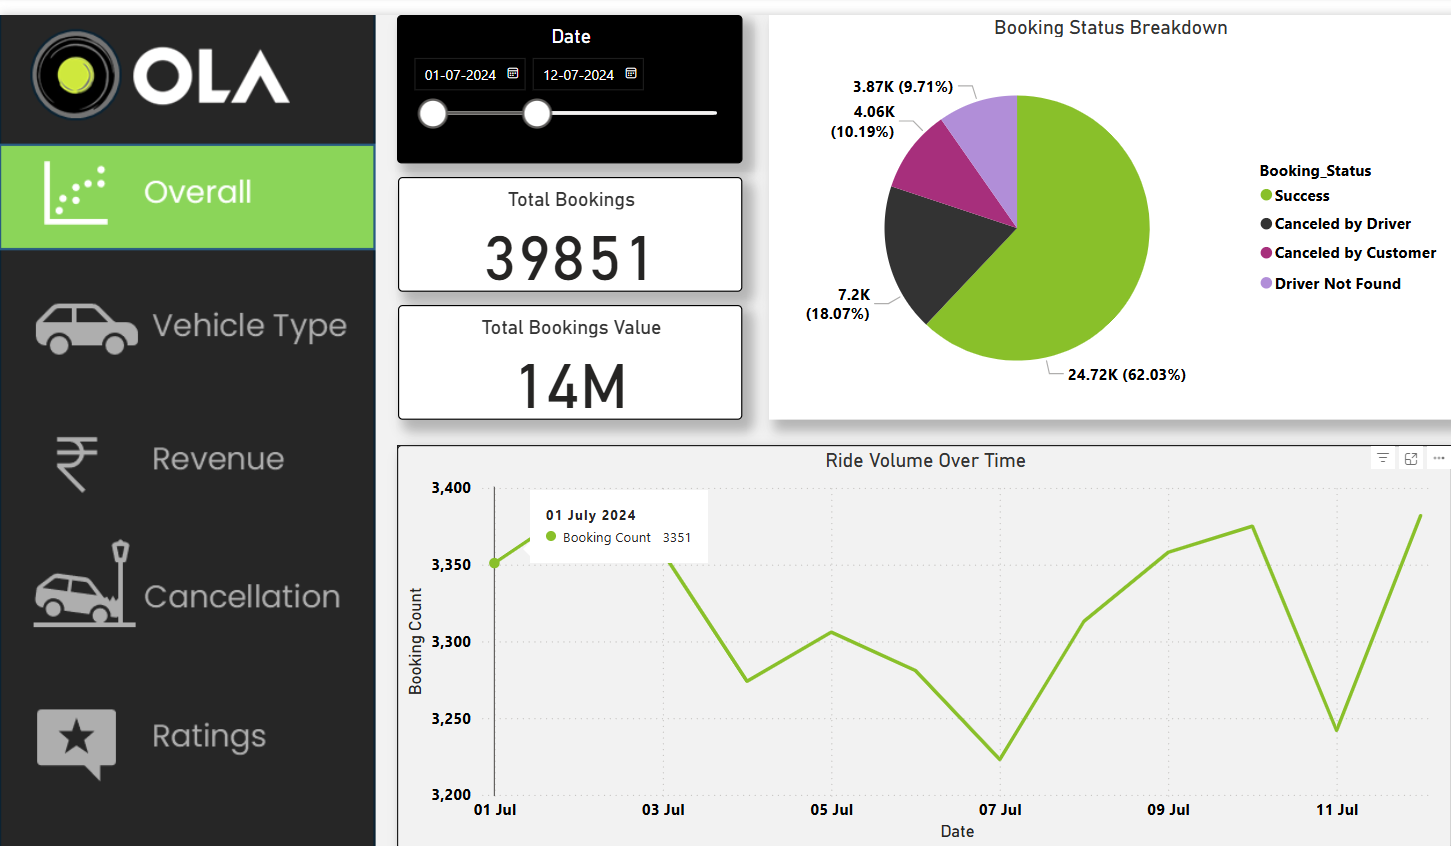 OLA
Overall
Vehicle Type
Revenue
Cancellation
Ratings
Date
01-07-2024 12-07-2024
Total Bookings
39851
Total Bookings Value
14M
Booking Status Breakdown
3.87K (9.71%)
4.06K
(10.19%)
7.2K
(18.07%)
24.72K (62.03%)
Booking_Status
Success
Canceled by Driver
Canceled by Customer
Driver Not Found
Ride Volume Over Time
Booking Count
3,400
3,350
3,300
3,250
3,200
01 July 2024
Booking Count 3351
01 Jul 03 Jul 05 Jul 07 Jul 09 Jul 11 Jul
Date